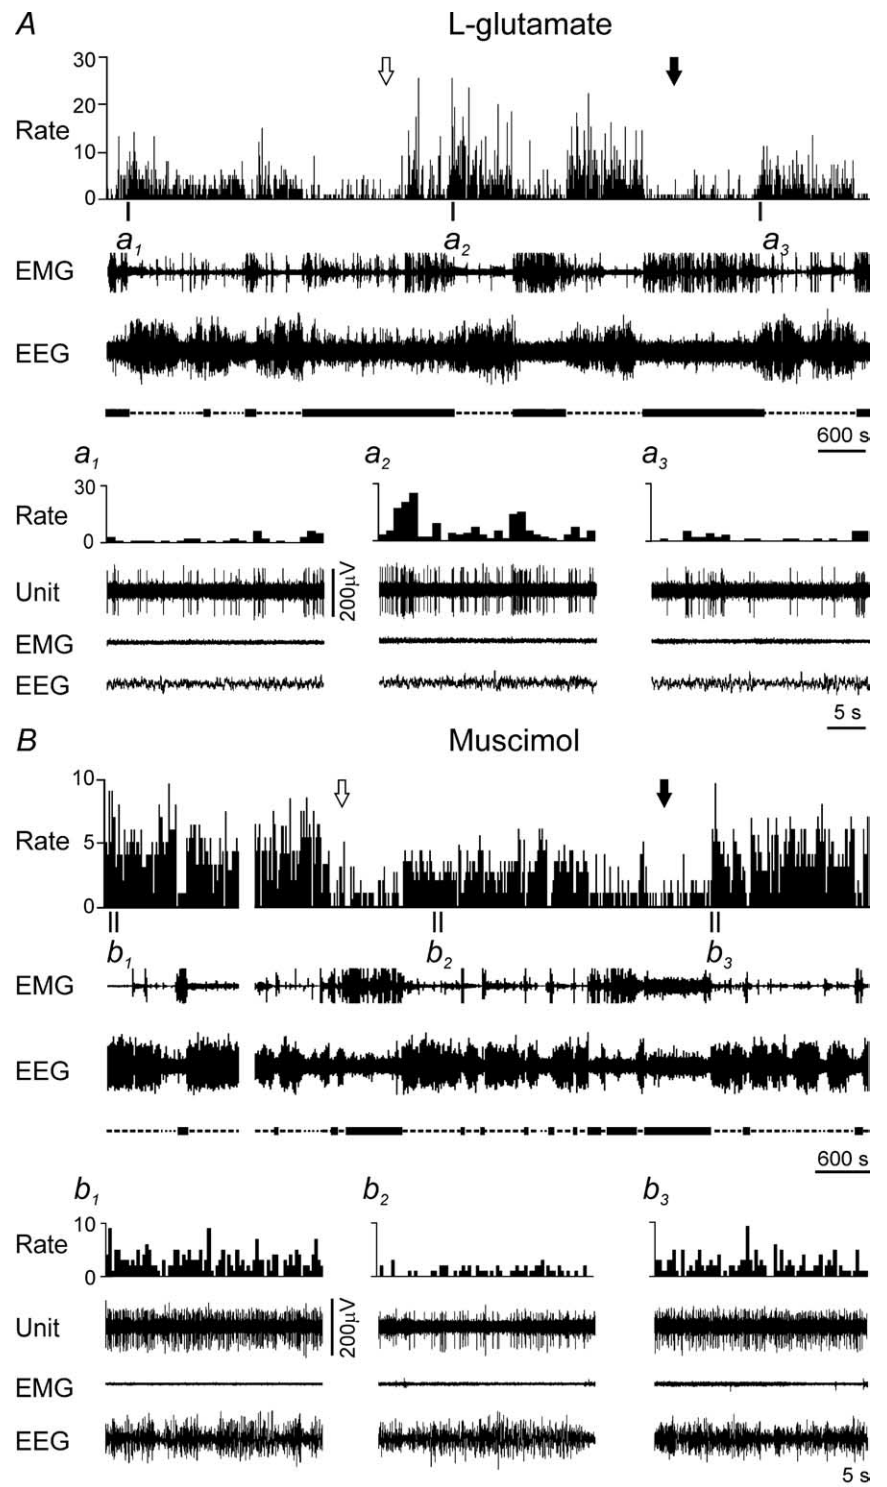 A L-glutamate
30
20
Rate
10
0
a1 a2 a3
EMG
EEG
600 s
a1 a2 a3
30
Rate
0
Unit
200µV
EMG
EEG
5 s
B Muscimol
10
Rate 5
0
b1 b2 b3
EMG
EEG
600 s
b1 b2 b3
10
Rate
0
Unit
200µV
EMG
EEG
5 s